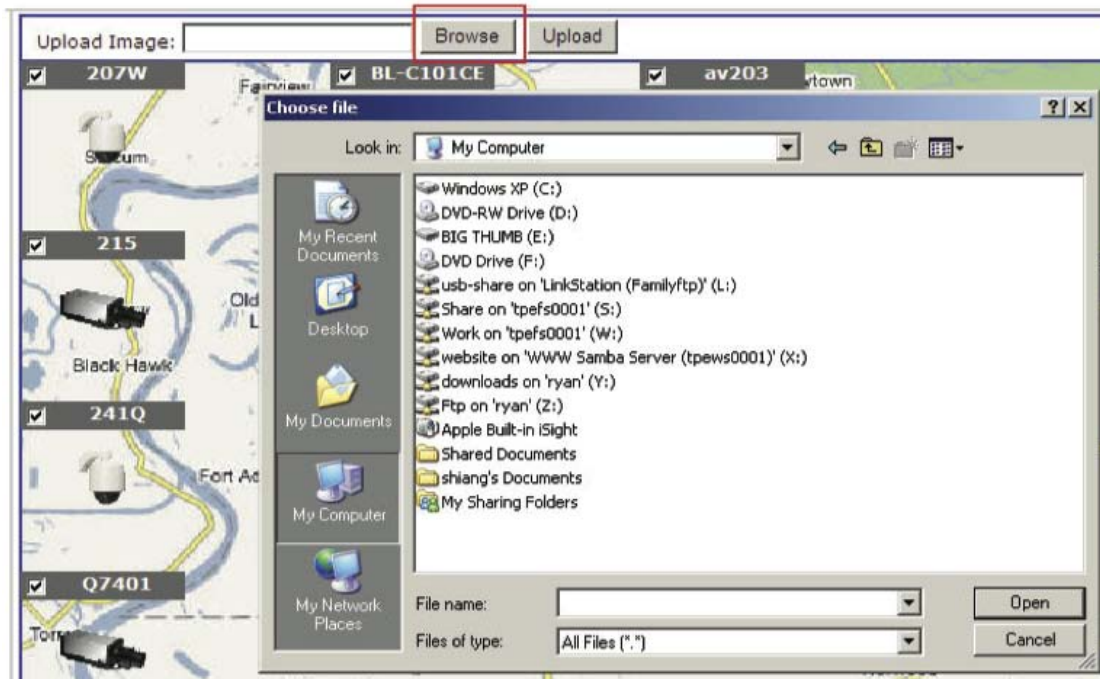 Upload Image:
Browse
Upload
207W
BL-C101CE
av203
Fairview
Choose file
Look in:
My Computer
Windows XP (C:)
DVD-RW Drive (D:)
BIG THUMB (E:)
DVD Drive (F:)
usb-share on 'LinkStation (Familyftp)' (L:)
Share on 'tpefs0001' (S:)
Work on 'tpefs0001' (W:)
website on 'WWW Samba Server (tpews0001)' (X:)
downloads on 'ryan' (Y:)
Ftp on 'ryan' (Z:)
Apple Built-in iSight
Shared Documents
shiang's Documents
My Sharing Folders
My Recent
Documents
Desktop
My Documents
My Computer
My Network
Places
215
Old
L
Black Hawk
241Q
Fort Ad
Q7401
File name:
Open
Files of type:
All Files (*.*)
Cancel